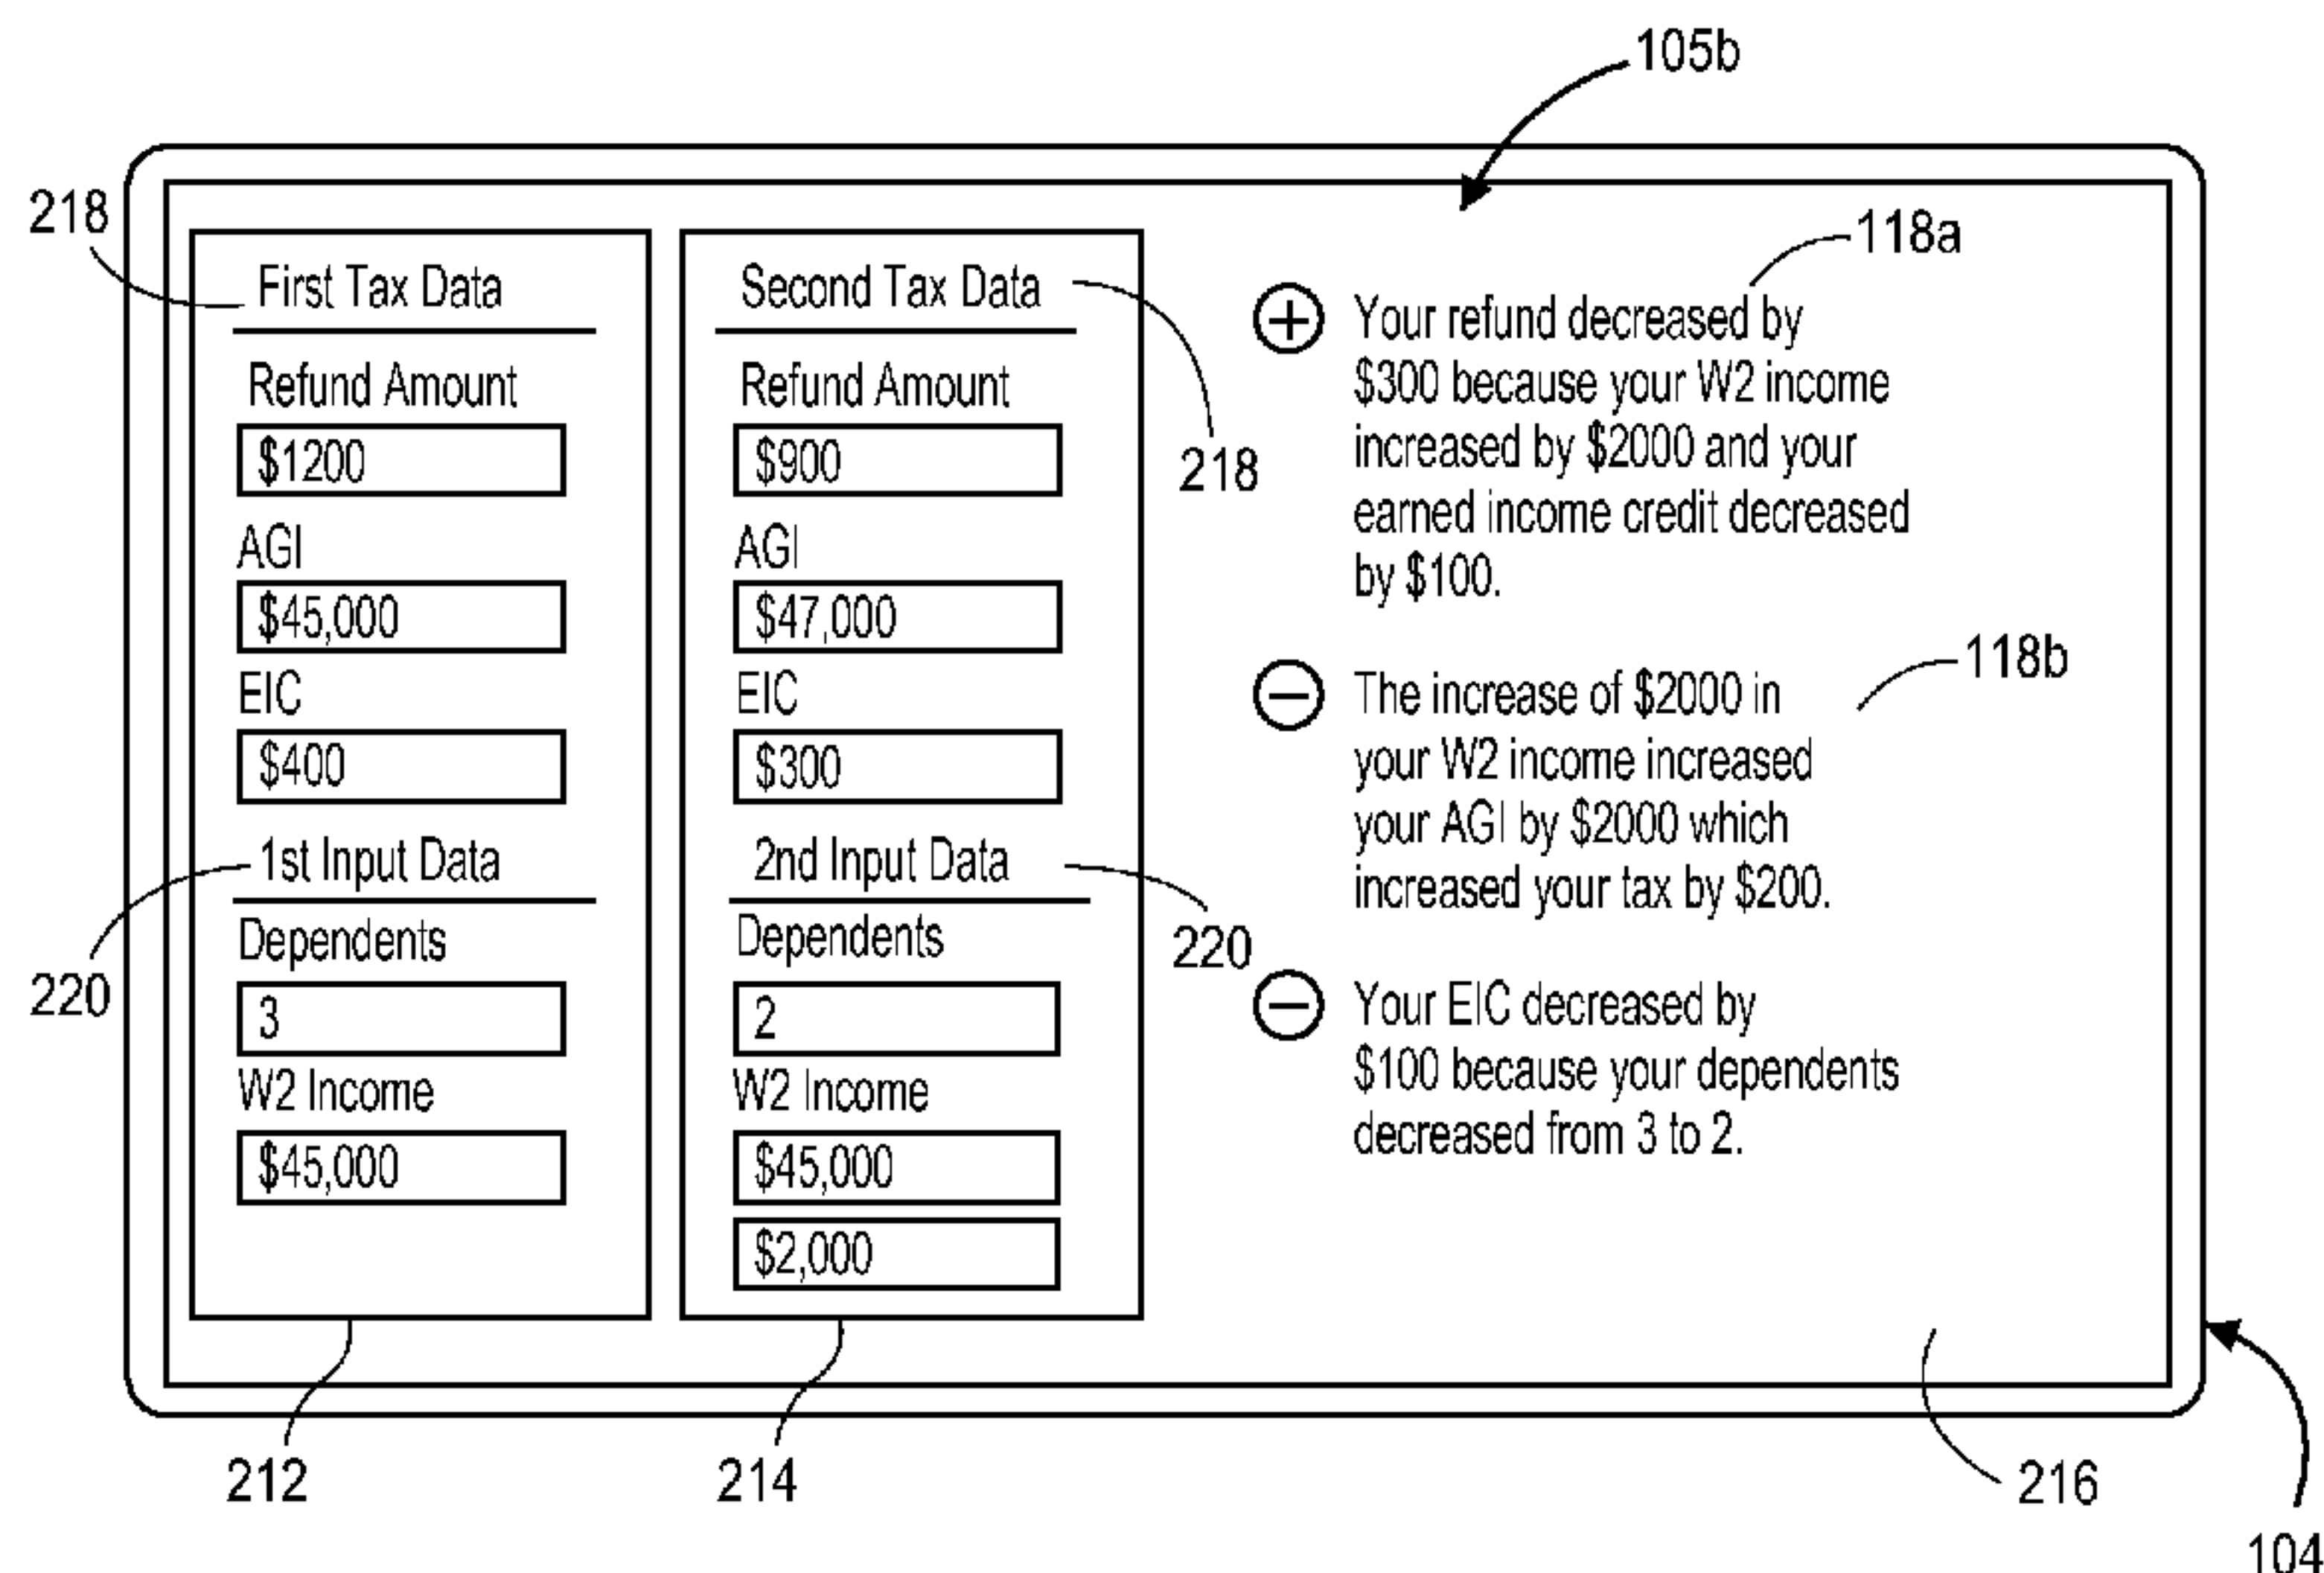 105b
218
118a
First Tax Data
Refund Amount
$1200
AGI
$45,000
EIC
$400
1st Input Data
Dependents
3
W2 Income
$45,000
220
212
Second Tax Data
Refund Amount
$900
AGI
$47,000
EIC
$300
2nd Input Data
Dependents
2
W2 Income
$45,000
$2,000
218
220
214
+ Your refund decreased by
$300 because your W2 income
increased by $2000 and your
earned income credit decreased
by $100.
118b
− The increase of $2000 in
your W2 income increased
your AGI by $2000 which
increased your tax by $200.
− Your EIC decreased by
$100 because your dependents
decreased from 3 to 2.
216
104